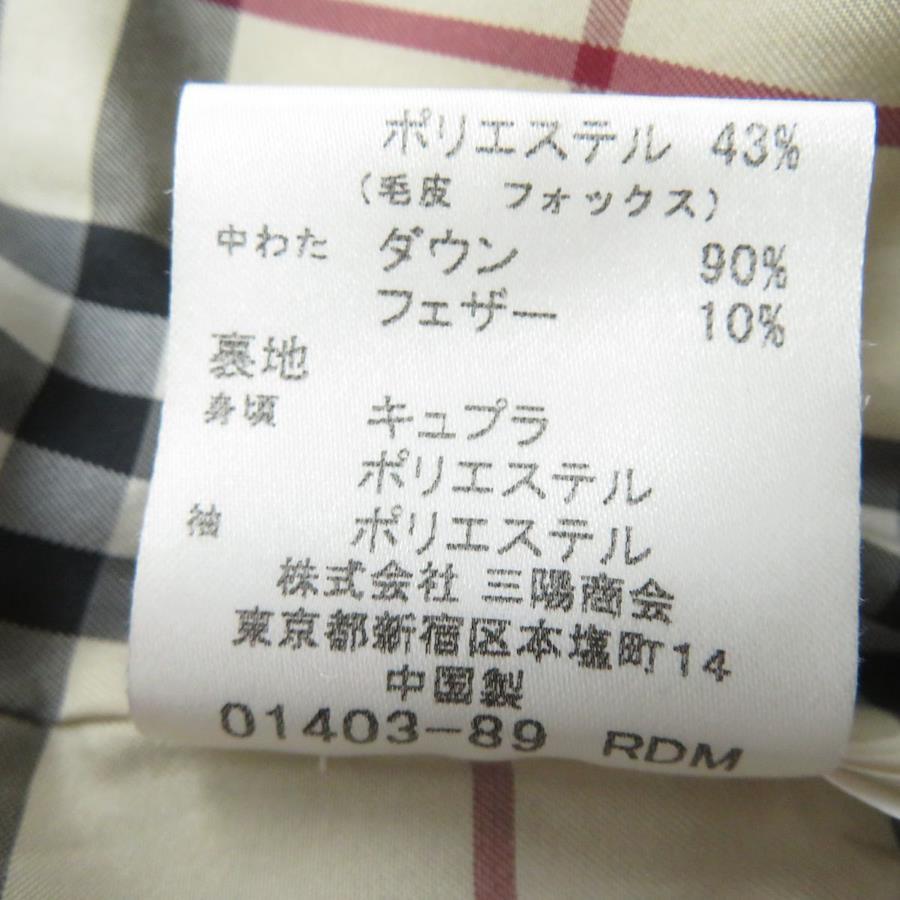 ポリエステル 43%
（毛皮 フォックス）
中わた ダウン 90%
フェザー 10%
裏地
身頃 キュプラ
ポリエステル
袖 ポリエステル
株式会社 三陽商会
東京都新宿区本塩町14
中国製
01403-89 RDM